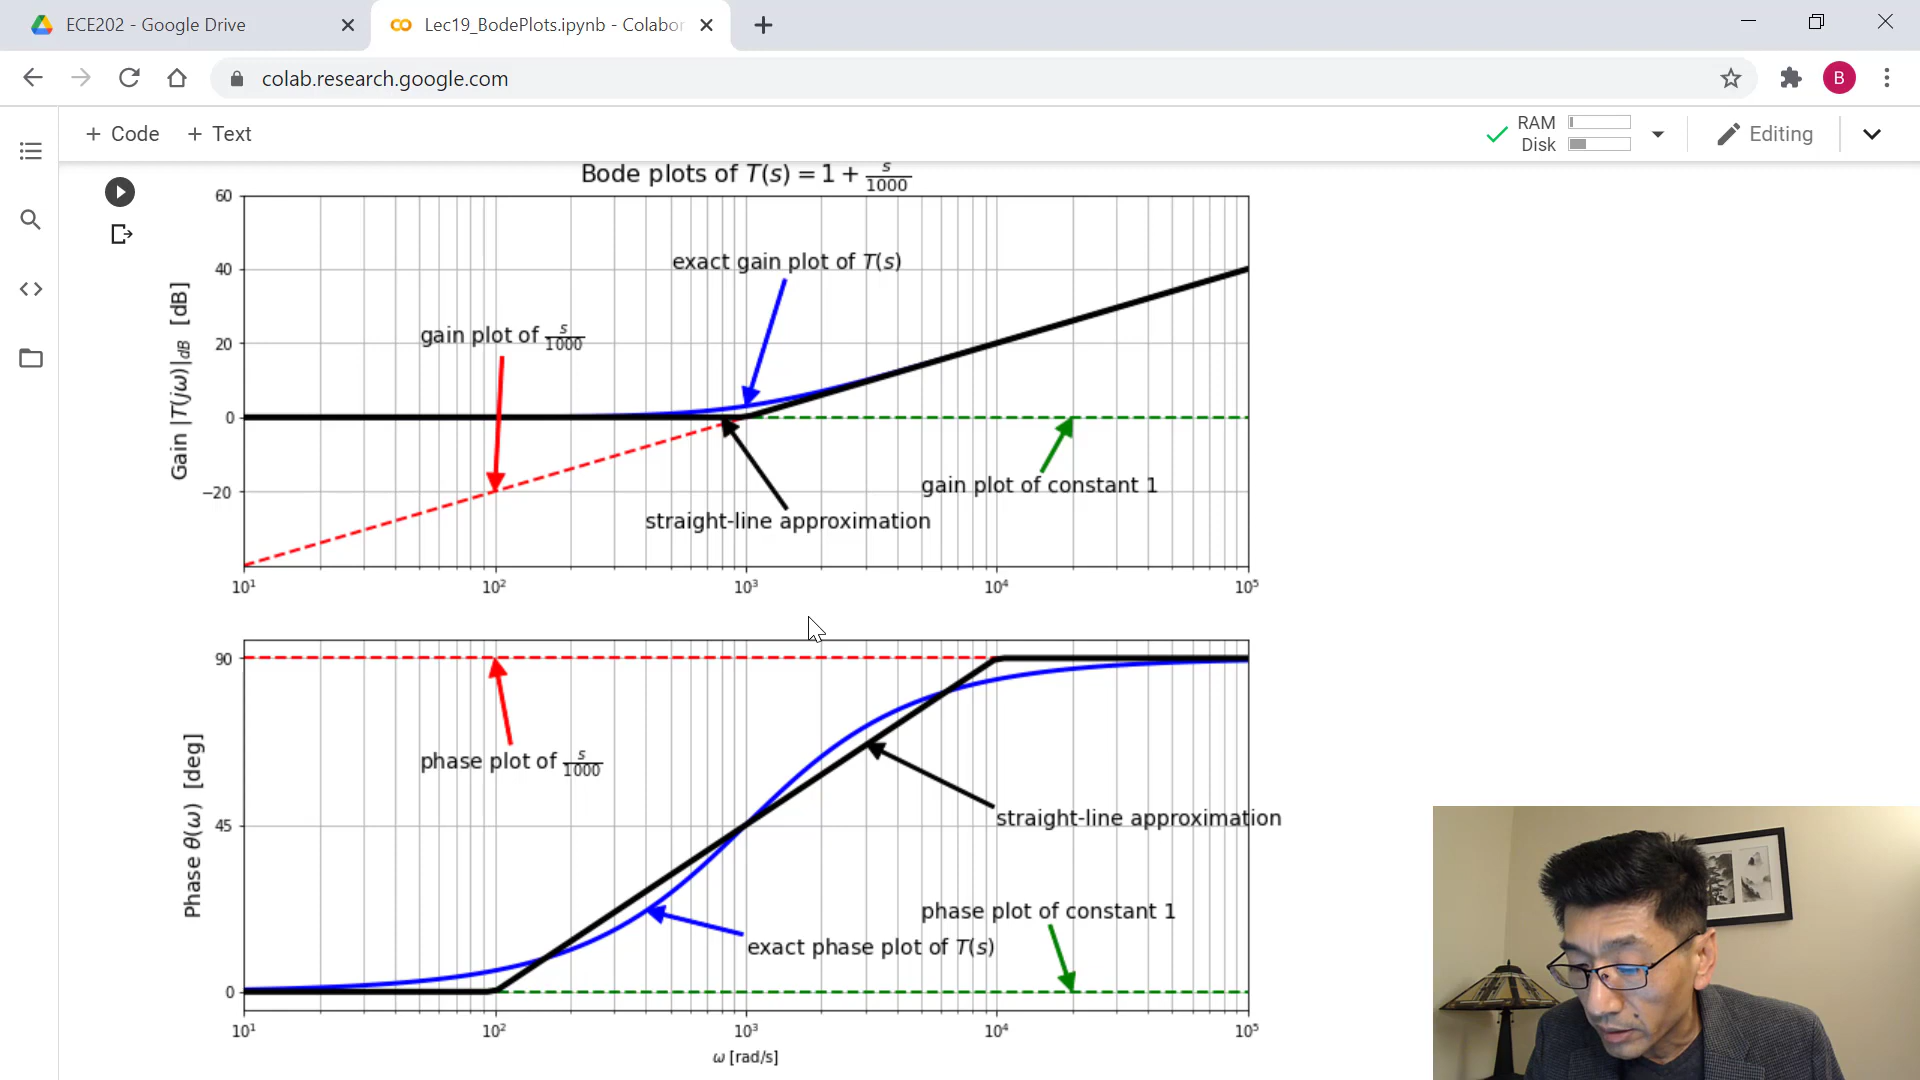 ECE202 - Google Drive
Lec19_BodePlots.ipynb - Colabor
colab.research.google.com
B
+ Code + Text
RAM
Disk
Editing
Bode plots of T(s) = 1 + s/1000
60
40
20
0
−20
Gain |T(jω)|dB [dB]
exact gain plot of T(s)
gain plot of s/1000
gain plot of constant 1
straight-line approximation
10¹ 10² 10³ 10⁴ 10⁵
90
45
0
Phase θ(ω) [deg]
phase plot of s/1000
straight-line approximation
phase plot of constant 1
exact phase plot of T(s)
10¹ 10² 10³ 10⁴ 10⁵
ω [rad/s]